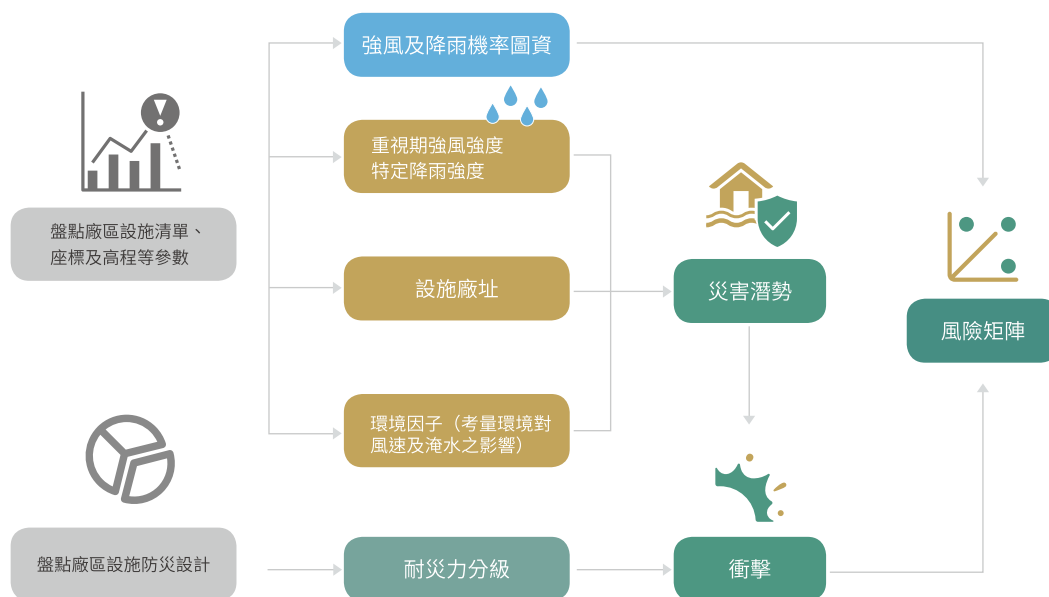 強風及降雨機率圖資
重視期強風強度
特定降雨強度
盤點廠區設施清單、
座標及高程等參數
設施廠址
災害潛勢
風險矩陣
環境因子（考量環境對
風速及淹水之影響）
盤點廠區設施防災設計
耐災力分級
衝擊